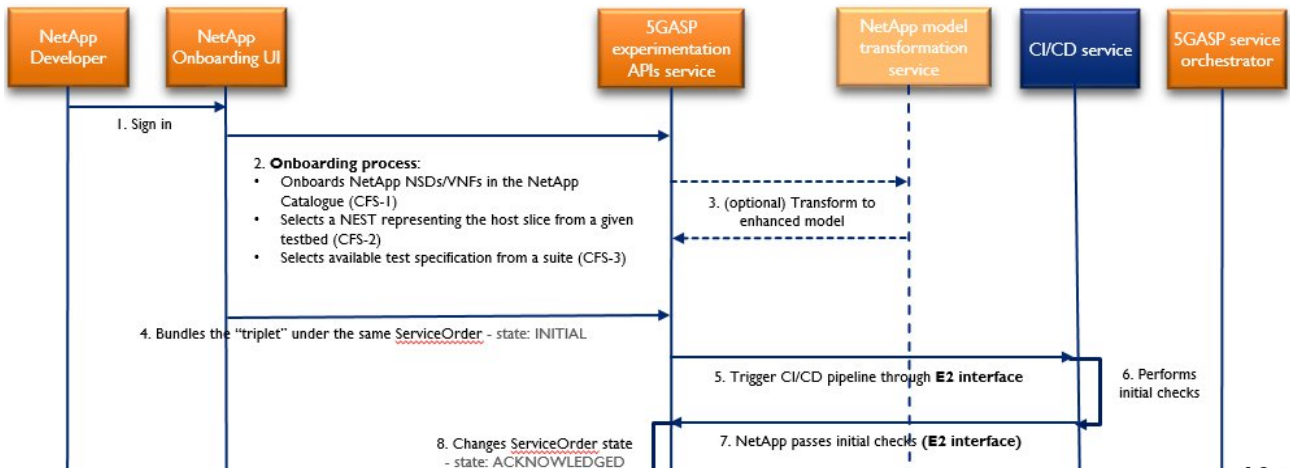 NetApp
Developer
NetApp
Onboarding UI
5GASP
experimentation
APIs service
NetApp model
transformation
service
CI/CD service
5GASP service
orchestrator
1. Sign in
2. Onboarding process:
• Onboards NetApp NSDs/VNFs in the NetApp
Catalogue (CFS-1)
• Selects a NEST representing the host slice from a given
testbed (CFS-2)
• Selects available test specification from a suite (CFS-3)
3. (optional) Transform to
enhanced model
4. Bundles the “triplet” under the same ServiceOrder - state: INITIAL
5. Trigger CI/CD pipeline through E2 interface
6. Performs
initial checks
7. NetApp passes initial checks (E2 interface)
8. Changes ServiceOrder state
- state: ACKNOWLEDGED